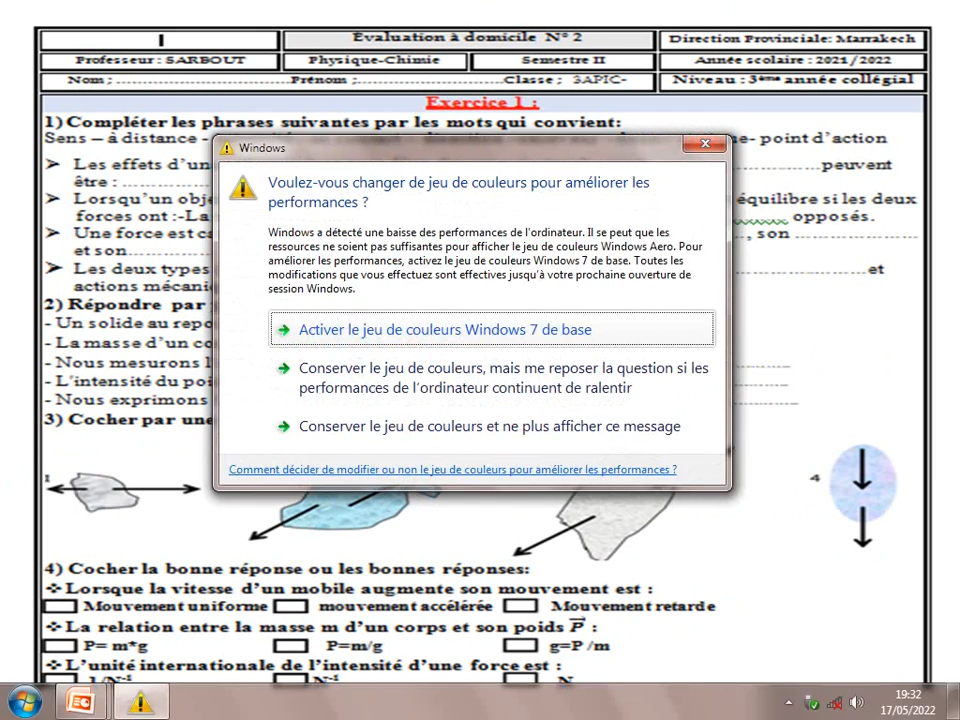 Évaluation à domicile N° 2
Direction Provinciale: Marrakech
Professeur : SARBOUT
Physique-Chimie
Semestre II
Année scolaire : 2021/2022
Nom ; Prénom ; Classe ; 3APIC-
Niveau : 3ème année collégial
Exercice 1 :
1) Compléter les phrases suivantes par les mots qui convient:
Sens – à distance - ne- point d'action
➢ Les effets d'un peuvent
être :
➢ Lorsqu'un obje équilibre si les deux
forces ont :-La opposés.
➢ Une force est ca , son
et son
➢ Les deux types et
actions mécani
2) Répondre par
- Un solide au repo
- La masse d'un co
- Nous mesurons l
- L'intensité du poi
- Nous exprimons
3) Cocher par une
Windows
Voulez-vous changer de jeu de couleurs pour améliorer les
performances ?
Windows a détecté une baisse des performances de l'ordinateur. Il se peut que les
ressources ne soient pas suffisantes pour afficher le jeu de couleurs Windows Aero. Pour
améliorer les performances, activez le jeu de couleurs Windows 7 de base. Toutes les
modifications que vous effectuez sont effectives jusqu'à votre prochaine ouverture de
session Windows.
Activer le jeu de couleurs Windows 7 de base
Conserver le jeu de couleurs, mais me reposer la question si les
performances de l'ordinateur continuent de ralentir
Conserver le jeu de couleurs et ne plus afficher ce message
Comment décider de modifier ou non le jeu de couleurs pour améliorer les performances ?
1
4
4) Cocher la bonne réponse ou les bonnes réponses:
❖ Lorsque la vitesse d'un mobile augmente son mouvement est :
Mouvement uniforme mouvement accélérée Mouvement retarde
❖ La relation entre la masse m d'un corps et son poids P :
P= m*g P=m/g g=P /m
❖ L'unité internationale de l'intensité d'une force est :
1/N⁻¹ N⁻¹ N
19:32
17/05/2022